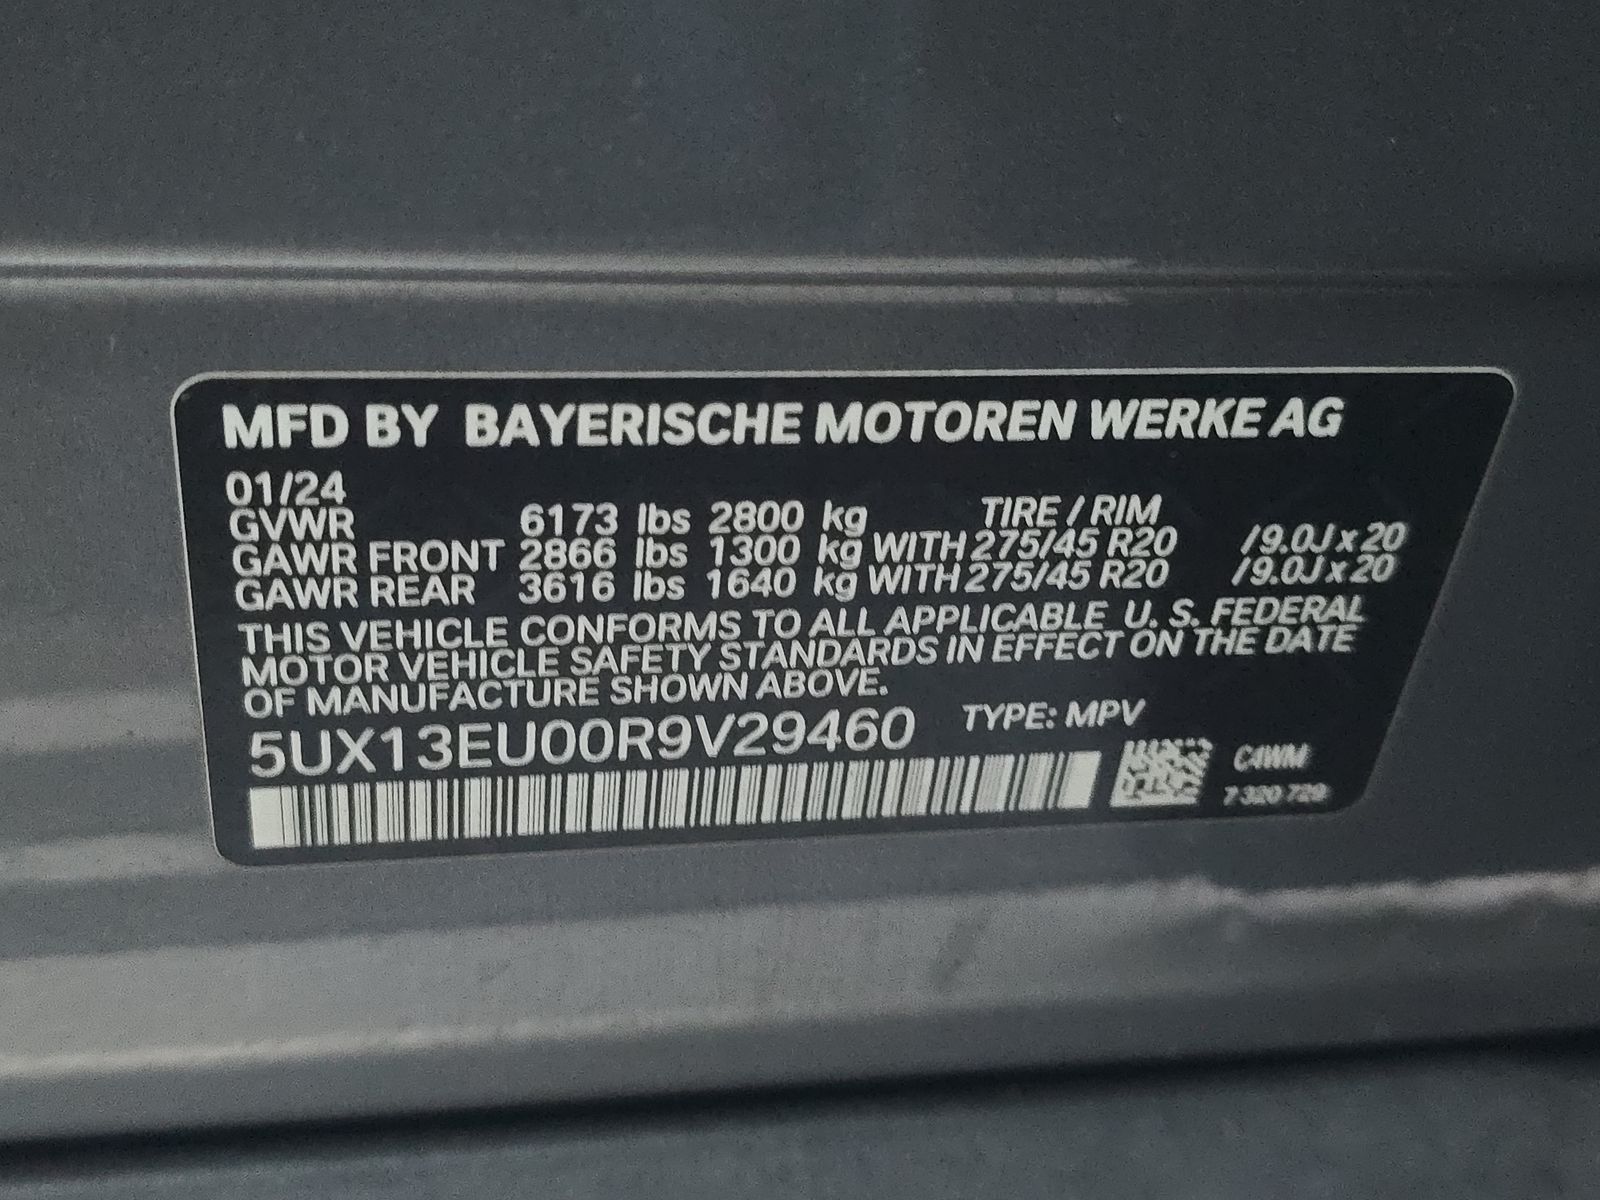 MFD BY BAYERISCHE MOTOREN WERKE AG
01/24
GVWR 6173 lbs 2800 kg TIRE / RIM
GAWR FRONT 2866 lbs 1300 kg WITH 275/45 R20 /9.0J x 20
GAWR REAR 3616 lbs 1640 kg WITH 275/45 R20 /9.0J x 20
THIS VEHICLE CONFORMS TO ALL APPLICABLE U. S. FEDERAL
MOTOR VEHICLE SAFETY STANDARDS IN EFFECT ON THE DATE
OF MANUFACTURE SHOWN ABOVE.
5UX13EU00R9V29460 TYPE: MPV
C4WM
7 320 729